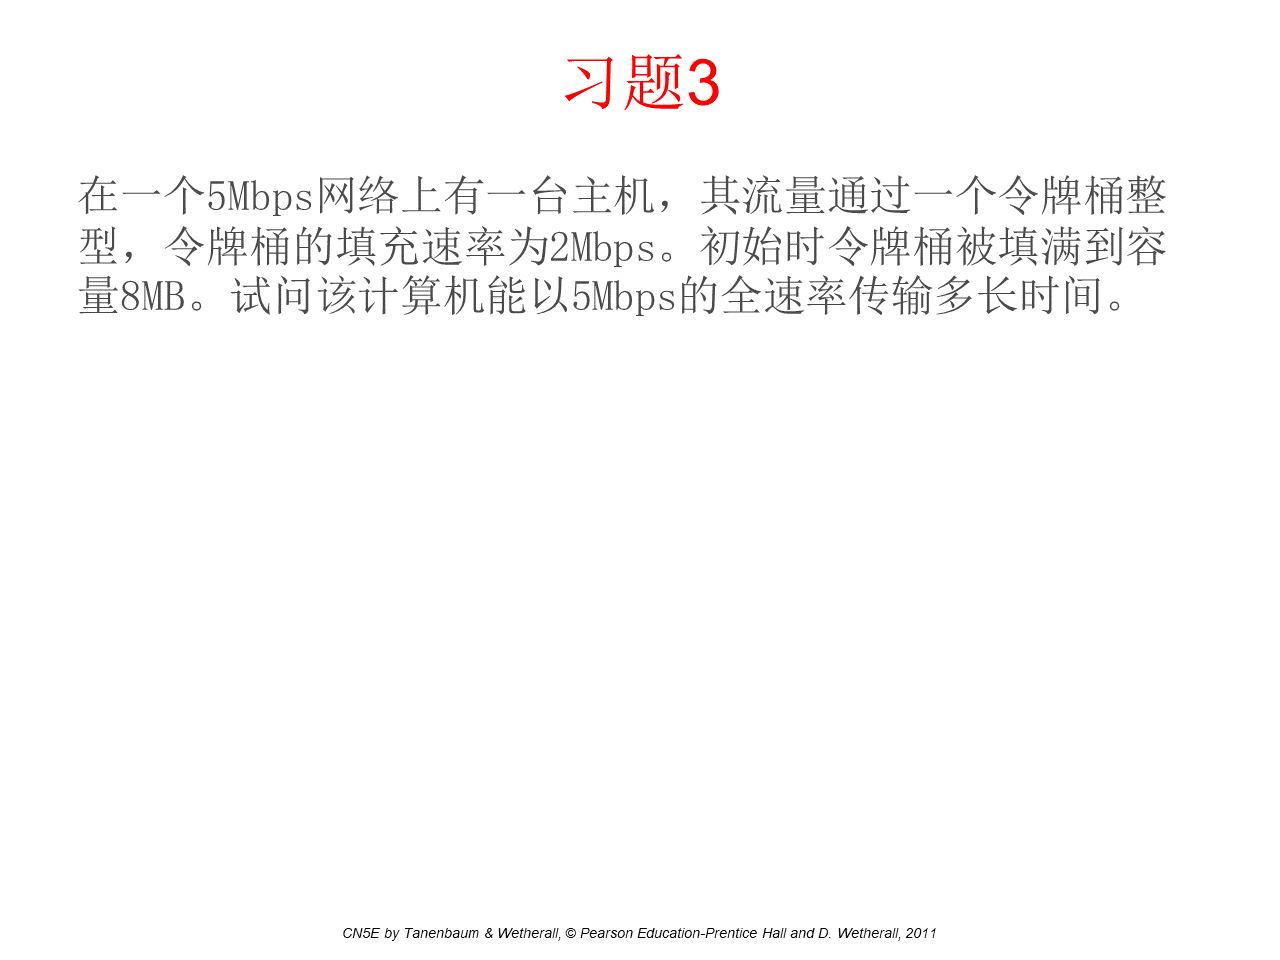 习题3
在一个5Mbps网络上有一台主机，其流量通过一个令牌桶整
型，令牌桶的填充速率为2Mbps。初始时令牌桶被填满到容
量8MB。试问该计算机能以5Mbps的全速率传输多长时间。
CN5E by Tanenbaum & Wetherall, © Pearson Education-Prentice Hall and D. Wetherall, 2011